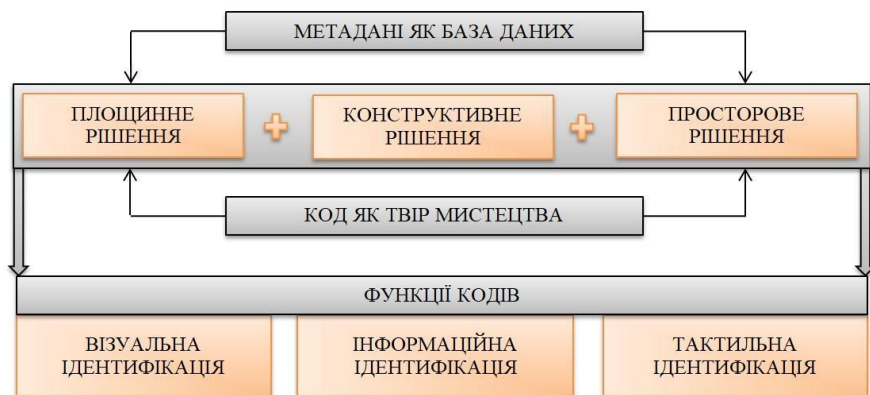 МЕТАДАНІ ЯК БАЗА ДАНИХ
ПЛОЩИННЕ
РІШЕННЯ
КОНСТРУКТИВНЕ
РІШЕННЯ
ПРОСТОРОВЕ
РІШЕННЯ
КОД ЯК ТВІР МИСТЕЦТВА
ФУНКЦІЇ КОДІВ
ВІЗУАЛЬНА
ІДЕНТИФІКАЦІЯ
ІНФОРМАЦІЙНА
ІДЕНТИФІКАЦІЯ
ТАКТИЛЬНА
ІДЕНТИФІКАЦІЯ